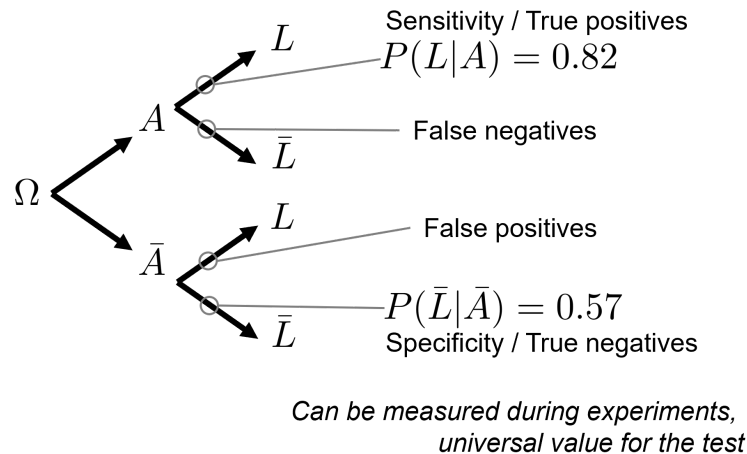 Sensitivity / True positives
L
P(L|A) = 0.82
A
False negatives
L̄
Ω
L
False positives
Ā
P(L̄|Ā) = 0.57
L̄
Specificity / True negatives
Can be measured during experiments,
universal value for the test